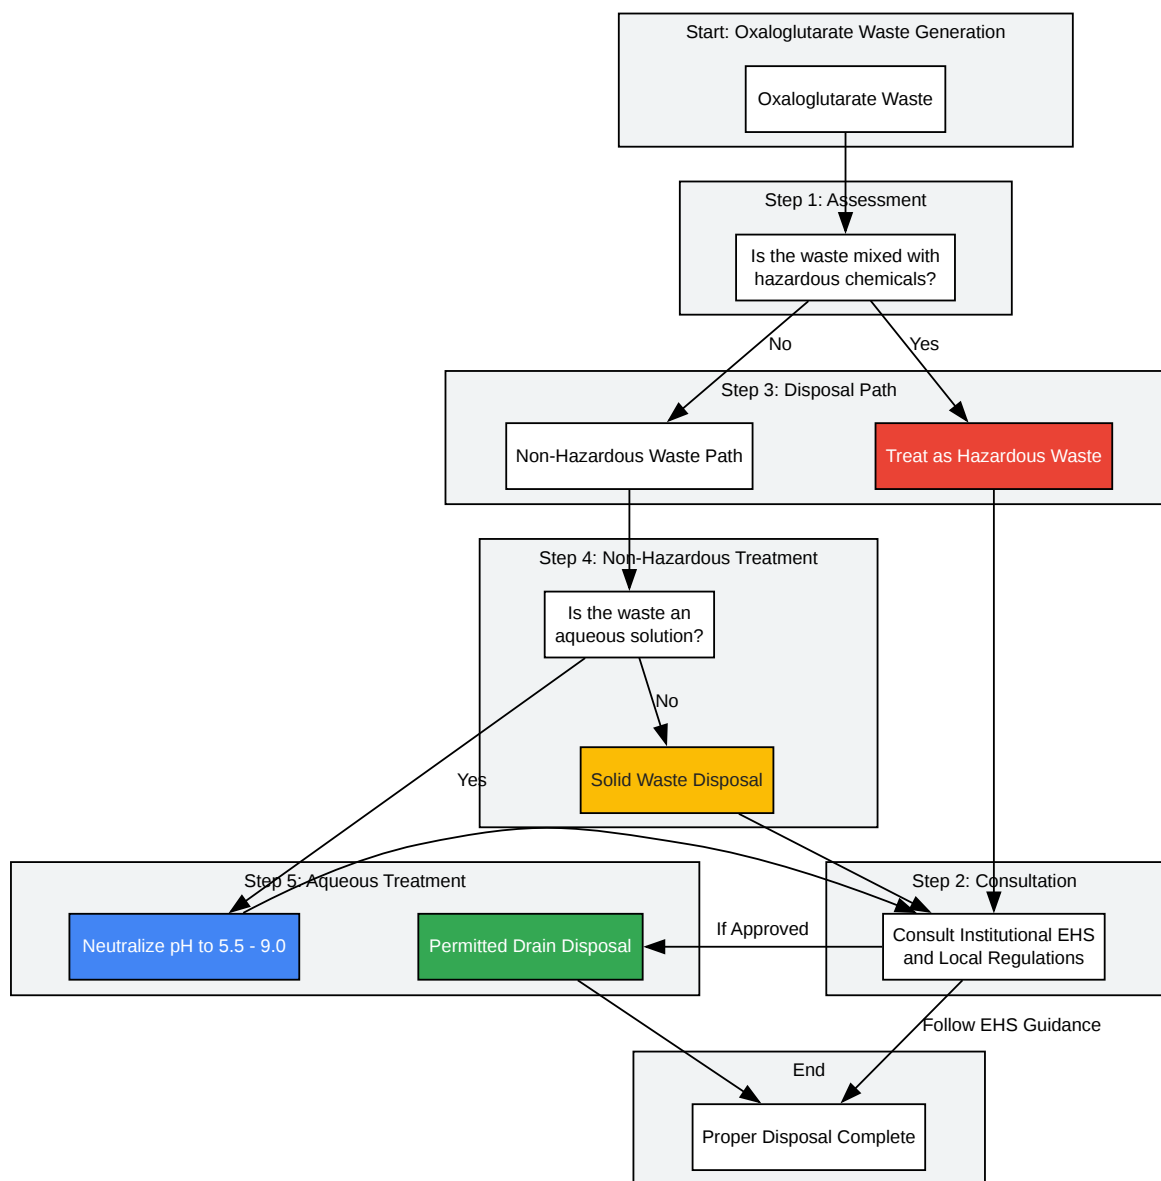 Start: Oxaloglutarate Waste Generation
Oxaloglutarate Waste
Step 1: Assessment
Is the waste mixed with
hazardous chemicals?
No
Yes
Step 3: Disposal Path
Non-Hazardous Waste Path
Treat as Hazardous Waste
Step 4: Non-Hazardous Treatment
Is the waste an
aqueous solution?
No
Yes
Solid Waste Disposal
Step 5: Aqueous Treatment
Step 2: Consultation
Neutralize pH to 5.5 - 9.0
Permitted Drain Disposal
If Approved
Consult Institutional EHS
and Local Regulations
Follow EHS Guidance
End
Proper Disposal Complete